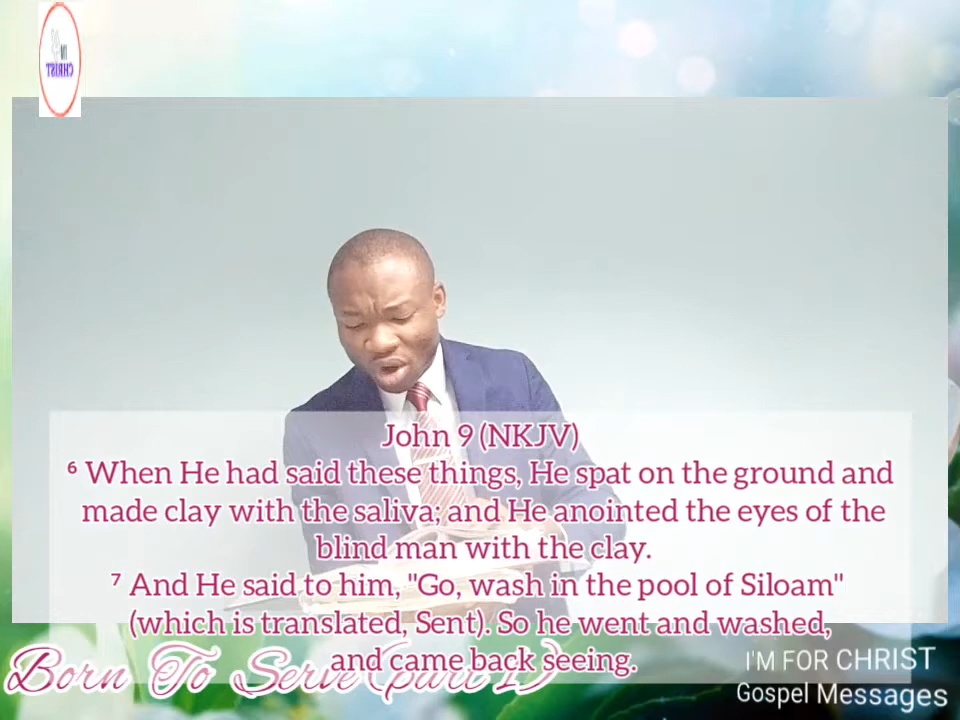 IN
CHRIST
John 9 (NKJV)
⁶ When He had said these things, He spat on the ground and
made clay with the saliva; and He anointed the eyes of the
blind man with the clay.
⁷ And He said to him, "Go, wash in the pool of Siloam"
(which is translated, Sent). So he went and washed,
and came back seeing.
Born To Serve (part 1)
I'M FOR CHRIST
Gospel Messages